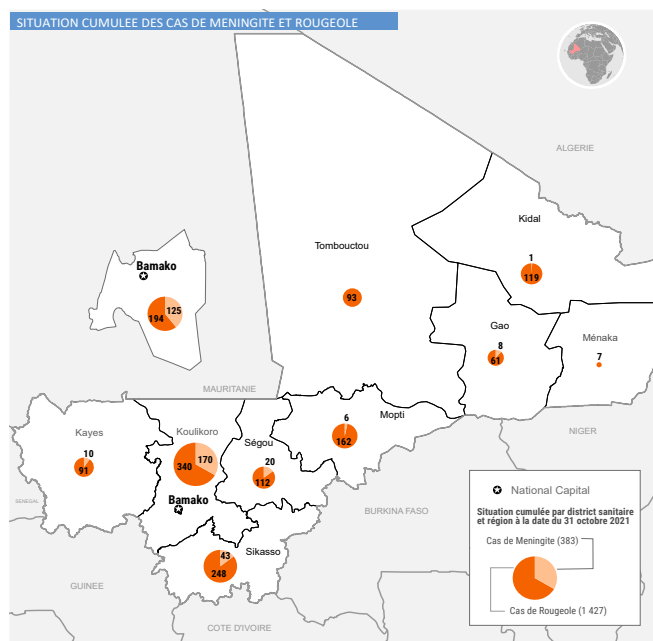 SITUATION CUMULEE DES CAS DE MENINGITE ET ROUGEOLE
ALGERIE
Kidal
1
119
Tombouctou
93
Bamako
194
125
Gao
8
61
Ménaka
7
MAURITANIE
Kayes
10
91
Koulikoro
340
170
Bamako
Ségou
20
112
Mopti
6
162
NIGER
SENEGAL
BURKINA FASO
Sikasso
43
248
GUINEE
COTE D'IVOIRE
National Capital
Situation cumulée par district sanitaire
et région à la date du 31 octobre 2021
Cas de Meningite (383)
Cas de Rougeole (1 427)